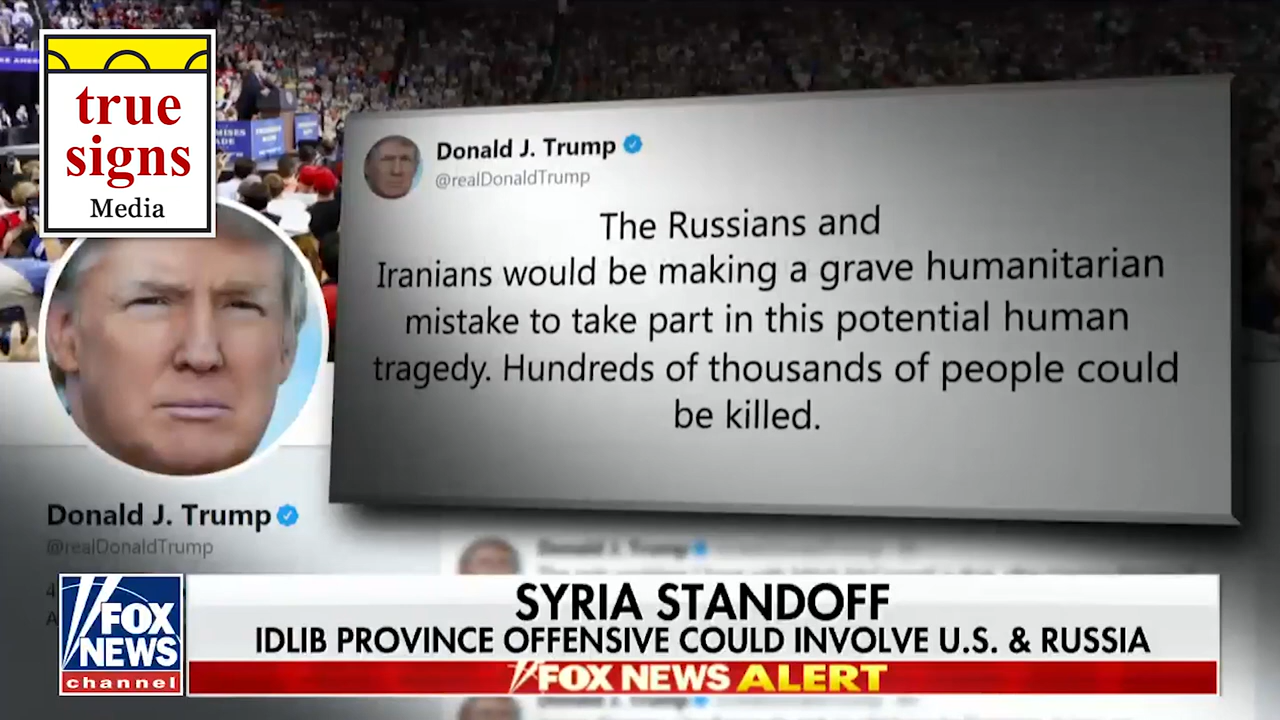 true
signs
Media
Donald J. Trump
@realDonaldTrump
The Russians and
Iranians would be making a grave humanitarian
mistake to take part in this potential human
tragedy. Hundreds of thousands of people could
be killed.
Donald J. Trump
@realDonaldTrump
FOX
NEWS
channel
SYRIA STANDOFF
IDLIB PROVINCE OFFENSIVE COULD INVOLVE U.S. & RUSSIA
FOX NEWS ALERT